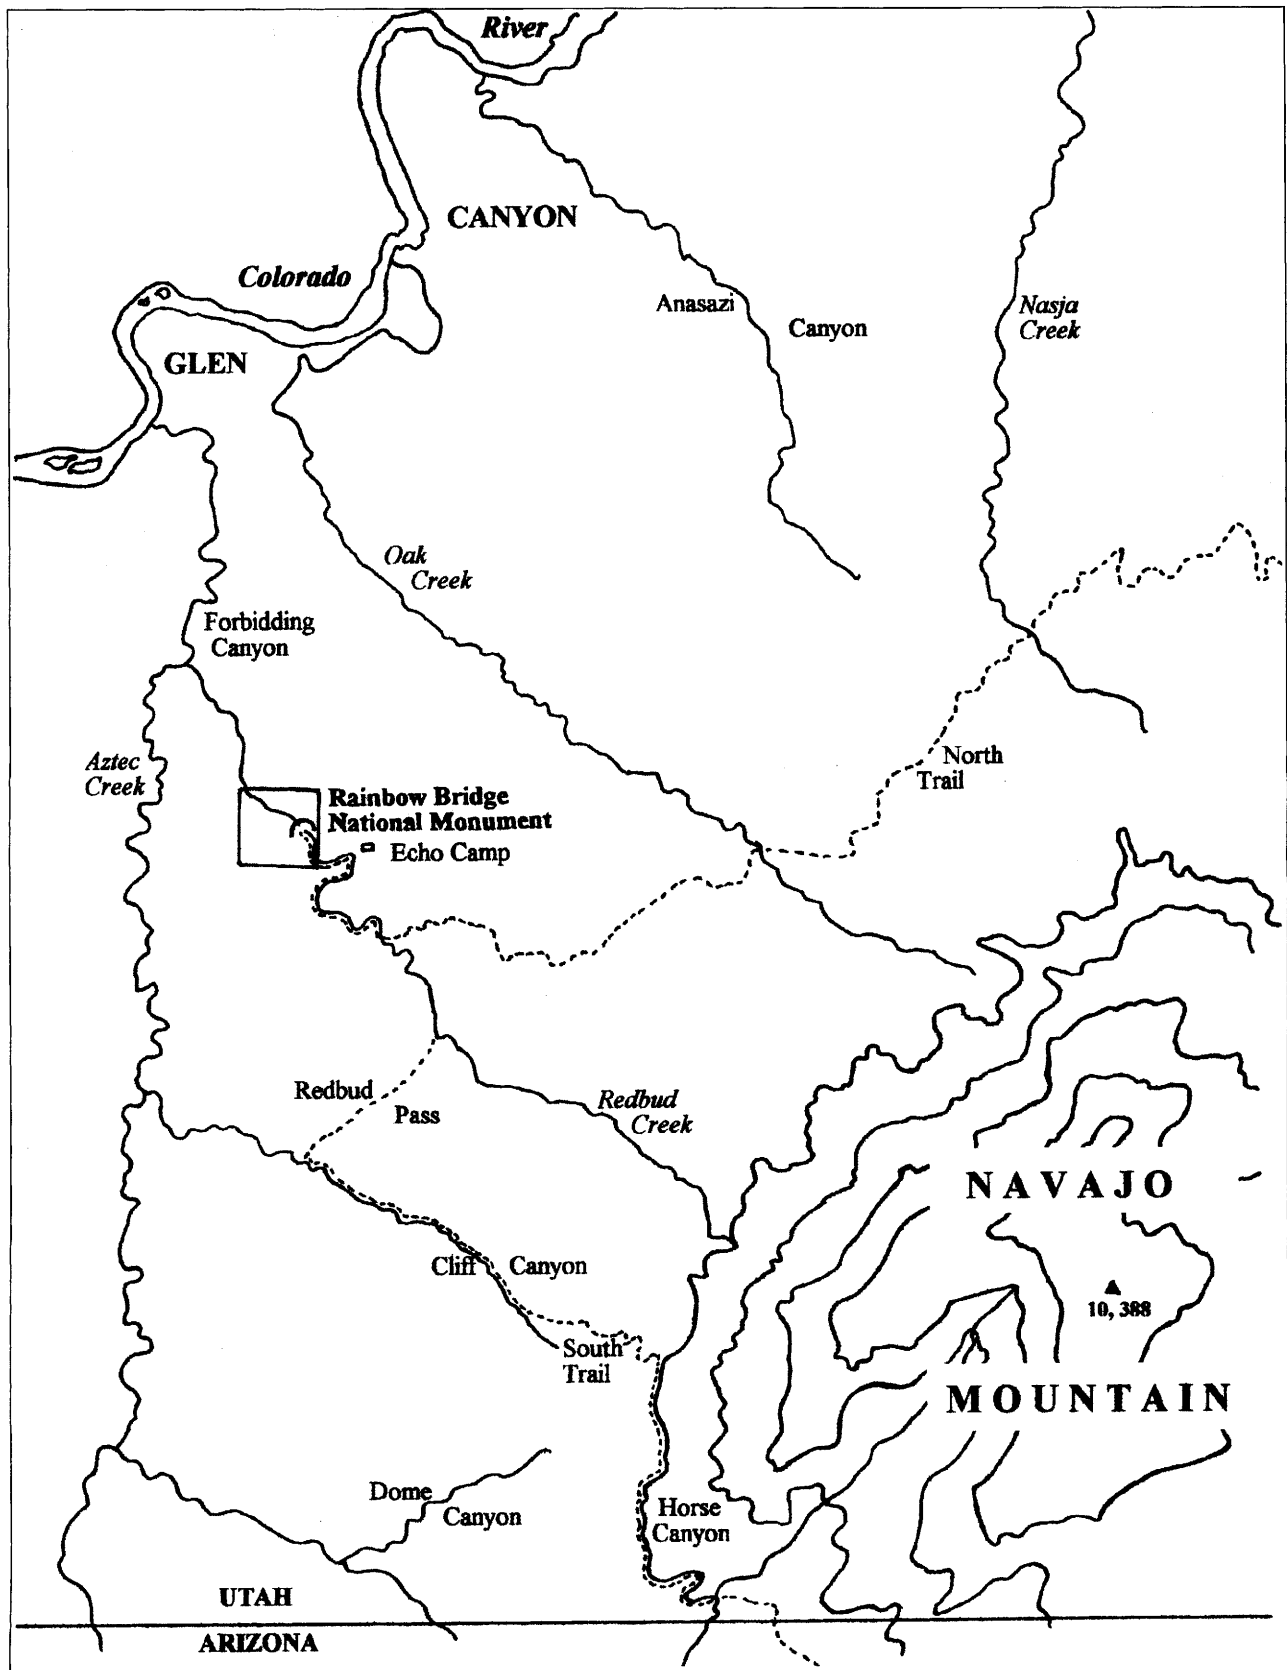 River
CANYON
Colorado
Anasazi
Canyon
Nasja
Creek
GLEN
Oak
Creek
Forbidding
Canyon
Aztec
Creek
North
Trail
Rainbow Bridge
National Monument
Echo Camp
Redbud
Pass
Redbud
Creek
NAVAJO
Cliff Canyon
10, 388
South
Trail
MOUNTAIN
Dome
Canyon
Horse
Canyon
UTAH
ARIZONA